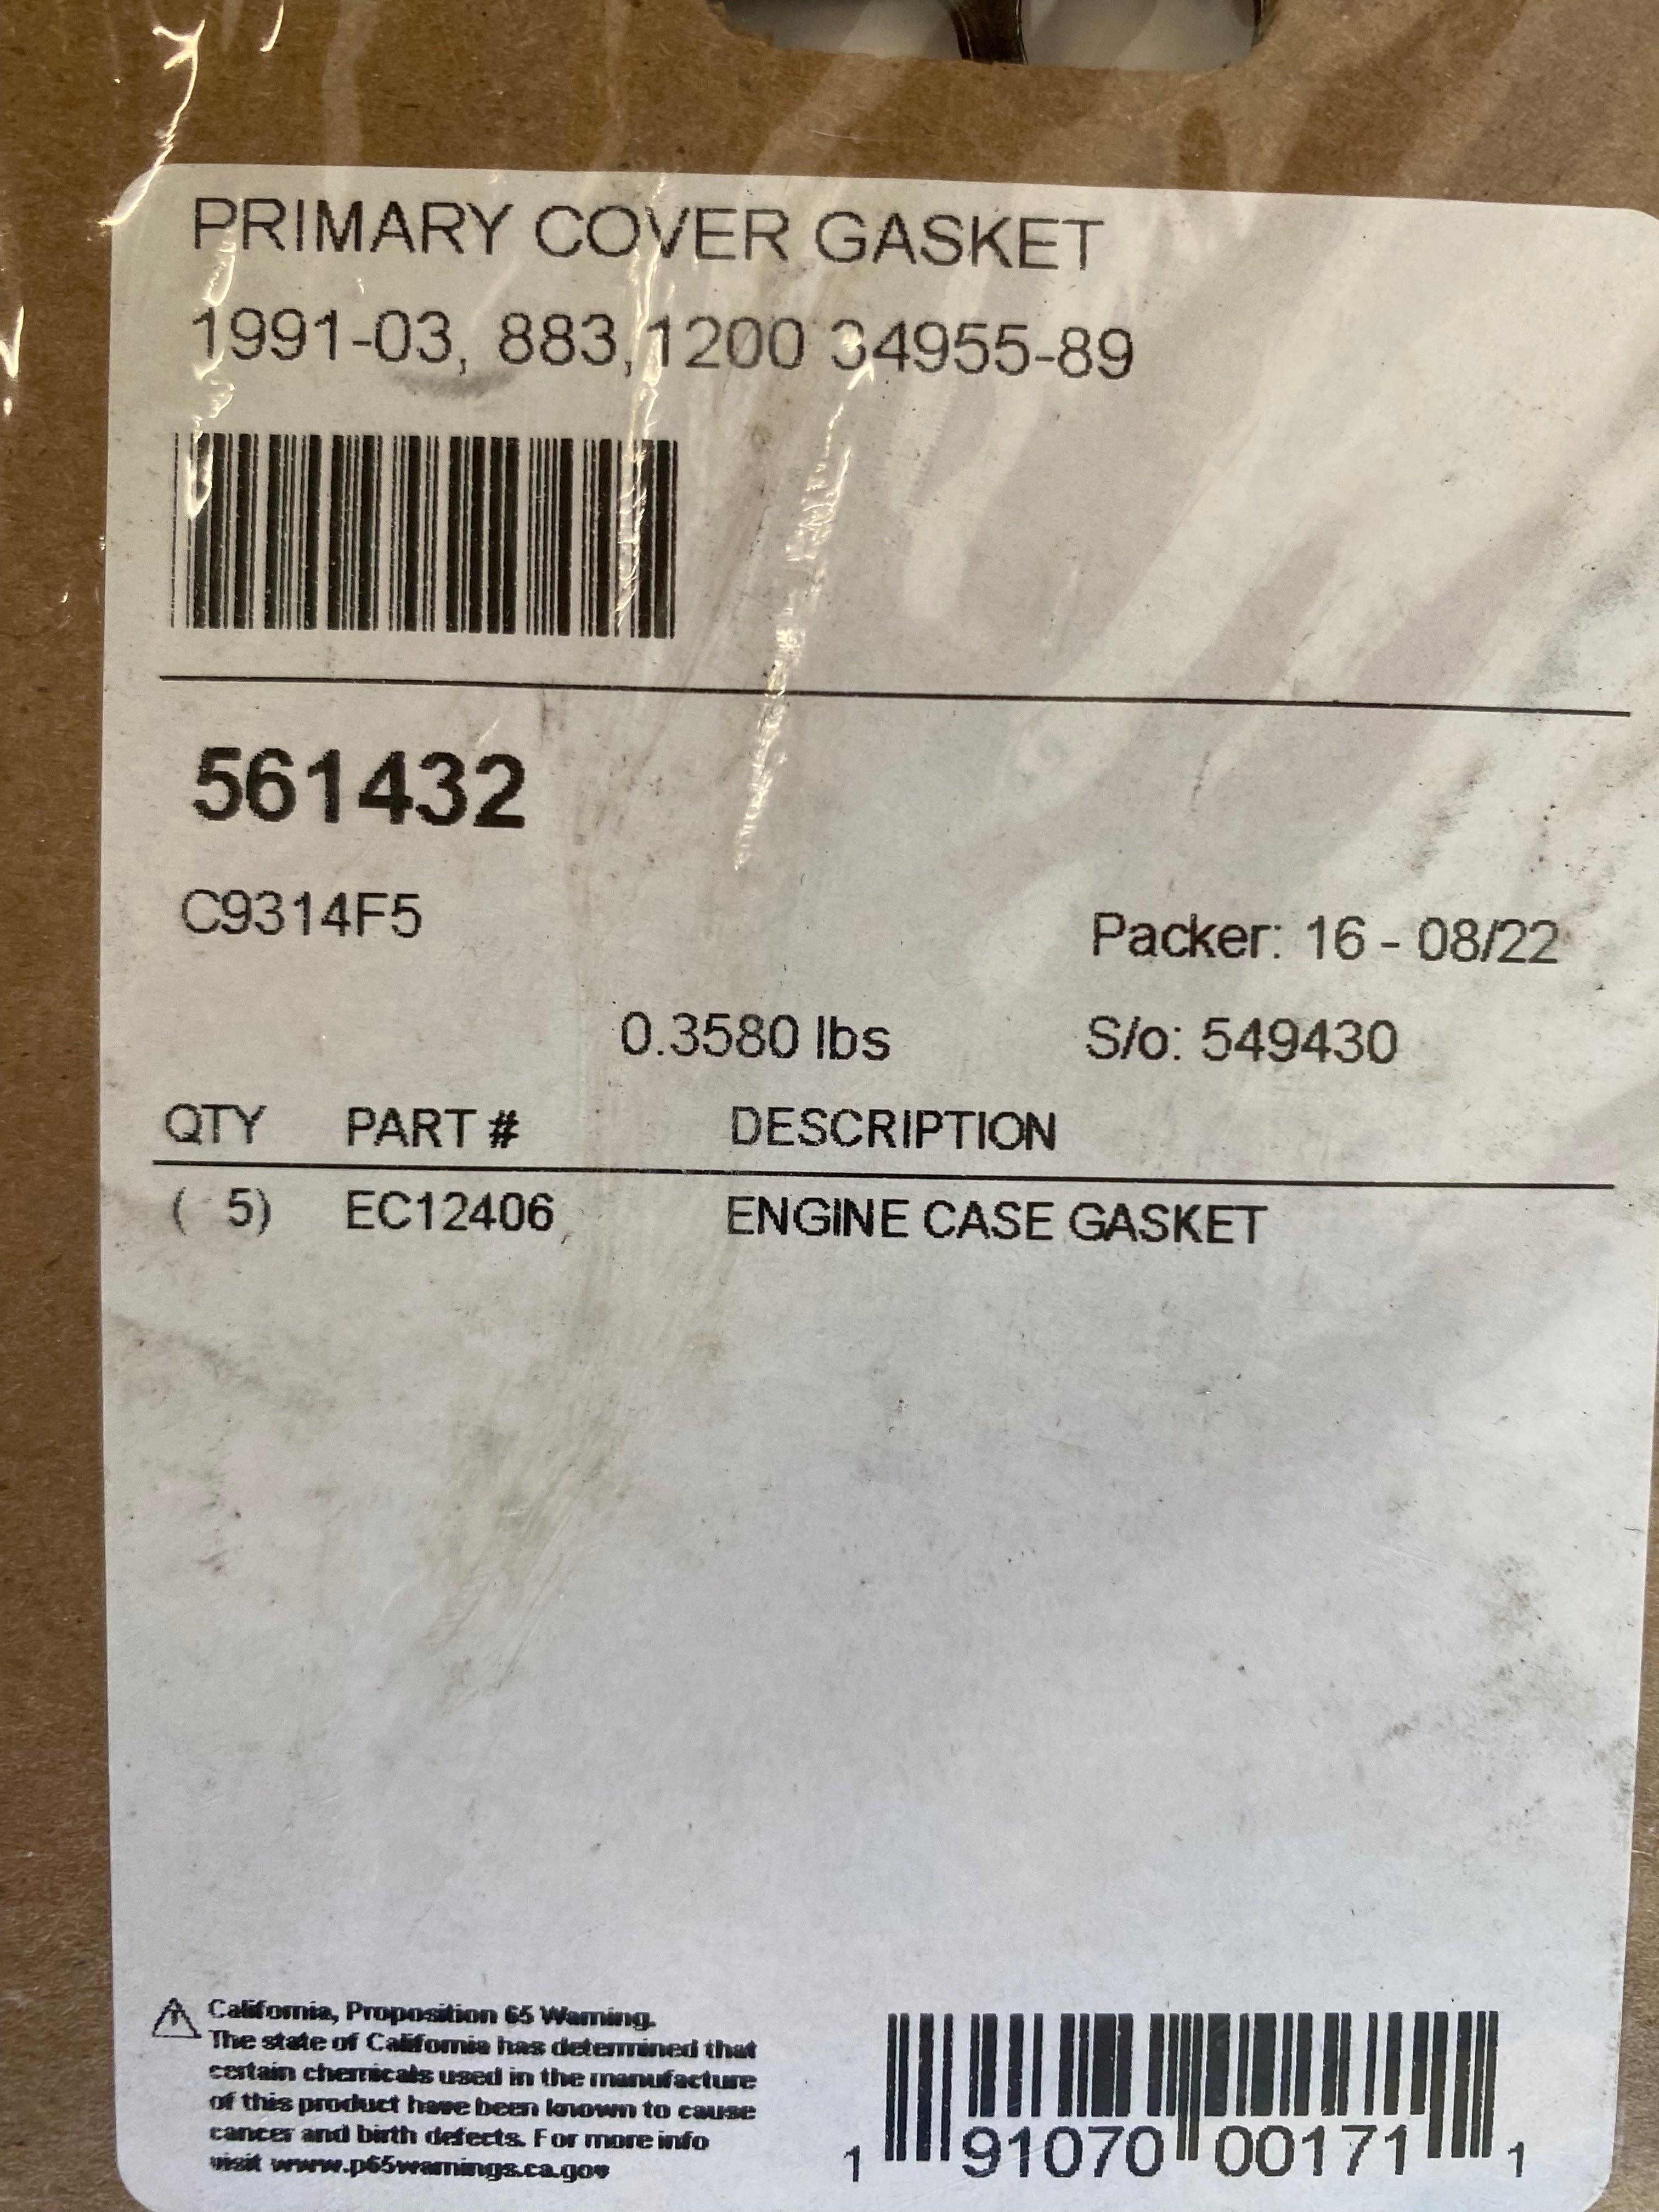 PRIMARY COVER GASKET
1991-03, 883,1200 34955-89
561432
C9314F5
Packer: 16 - 08/22
0.3580 lbs
S/o: 549430
QTY PART # DESCRIPTION
( 5) EC12406 ENGINE CASE GASKET
California, Proposition 65 Warning.
The state of California has determined that
certain chemicals used in the manufacture
of this product have been known to cause
cancer and birth defects. For more info
visit www.p65warnings.ca.gov
1 91070 00171 1